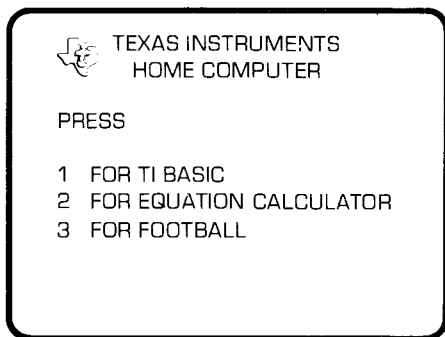 TEXAS INSTRUMENTS
HOME COMPUTER
PRESS
1 FOR TI BASIC
2 FOR EQUATION CALCULATOR
3 FOR FOOTBALL